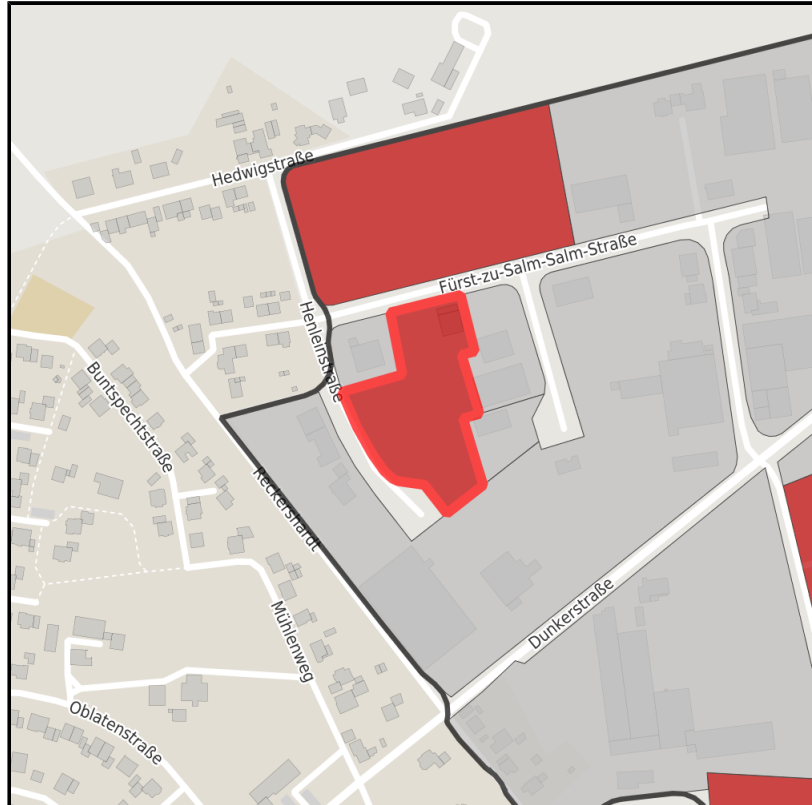 Hedwigstraße
Fürst-zu-Salm-Salm-Straße
Henleinstraße
Buntspechtstraße
Reckershardt
Dunkerstraße
Mühlenweg
Oblatenstraße